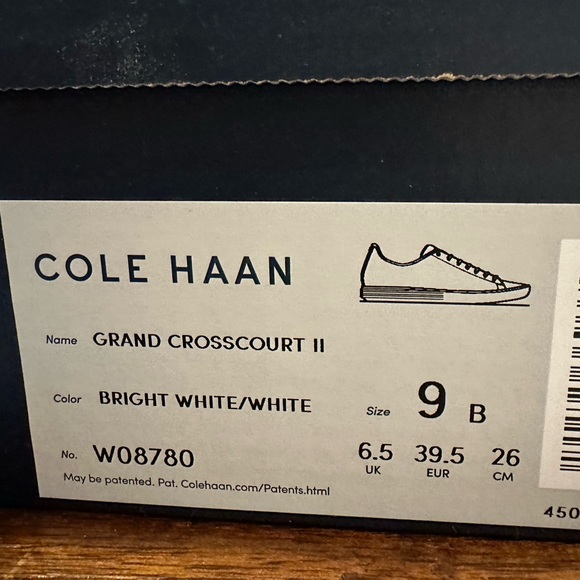 COLE HAAN
Name GRAND CROSSCOURT II
Color BRIGHT WHITE/WHITE
Size 9 B
No. W08780
6.5 39.5 26
UK EUR CM
May be patented. Pat. Colehaan.com/Patents.html
450